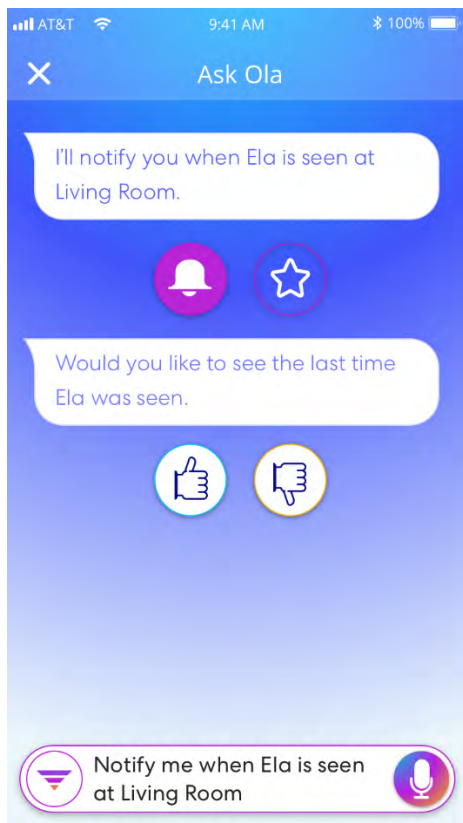 AT&T 9:41 AM 100%
Ask Ola
I'll notify you when Ela is seen at
Living Room.
Would you like to see the last time
Ela was seen.
Notify me when Ela is seen
at Living Room